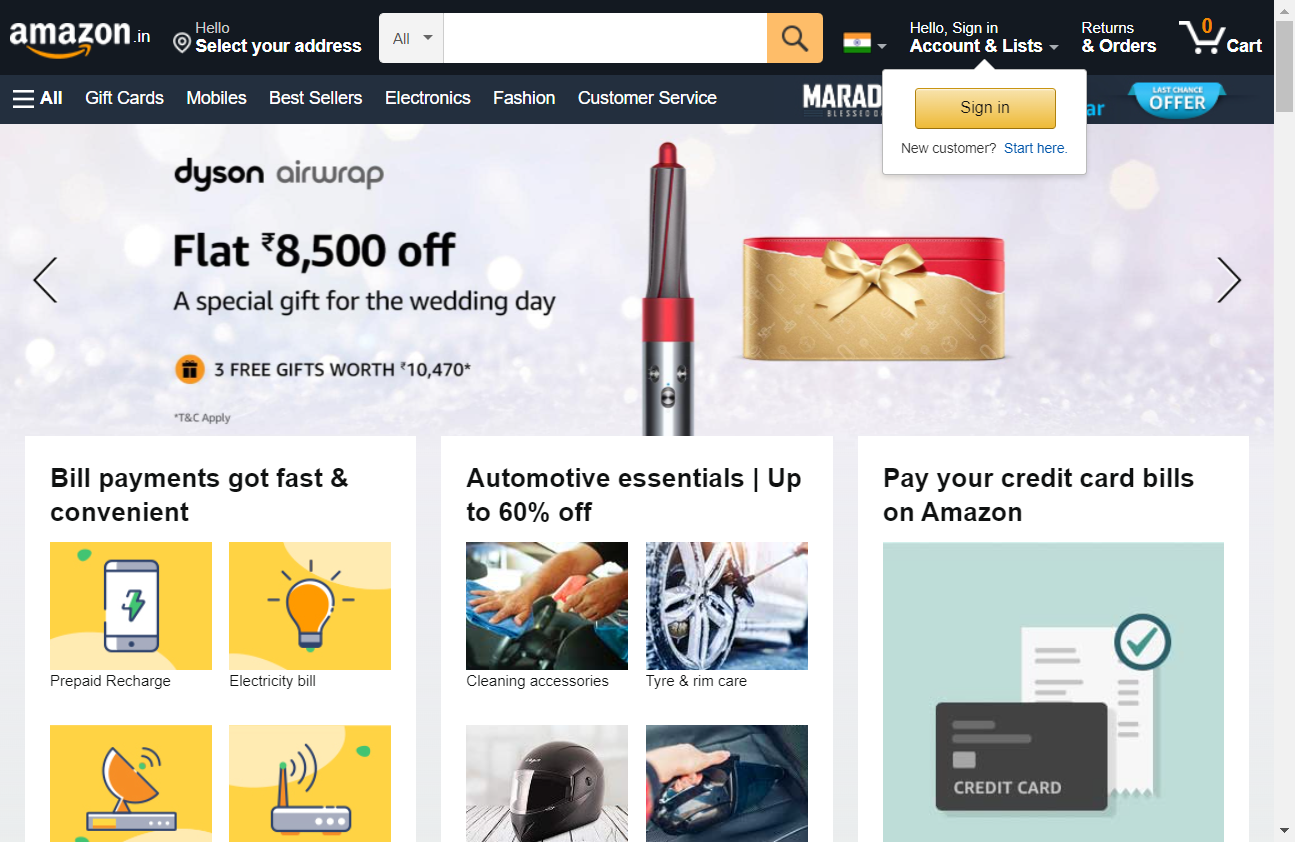 amazon.in
Hello
Select your address
All
Hello, Sign in
Account & Lists
Returns
& Orders
0
Cart
All
Gift Cards
Mobiles
Best Sellers
Electronics
Fashion
Customer Service
MARAD
BLESSED
ar
LAST CHANCE
OFFER
Sign in
New customer? Start here.
dyson airwrap
Flat ₹8,500 off
A special gift for the wedding day
3 FREE GIFTS WORTH ₹10,470*
*T&C Apply
Bill payments got fast &
convenient
Prepaid Recharge
Electricity bill
Automotive essentials | Up
to 60% off
Cleaning accessories
Tyre & rim care
Pay your credit card bills
on Amazon
CREDIT CARD